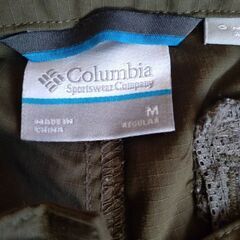 Columbia
Sportswear Company
MADE IN
CHINA
M
REGULAR